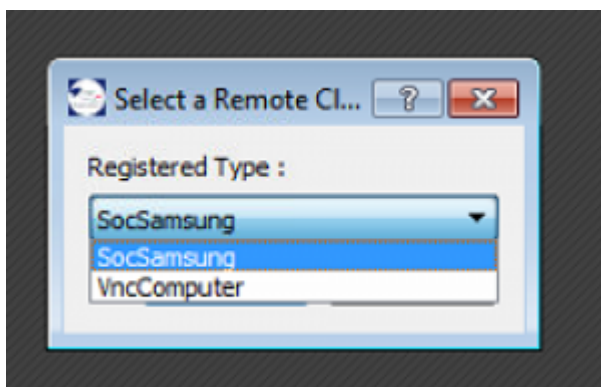 Select a Remote Cl...
Registered Type :
SocSamsung
SocSamsung
VncComputer